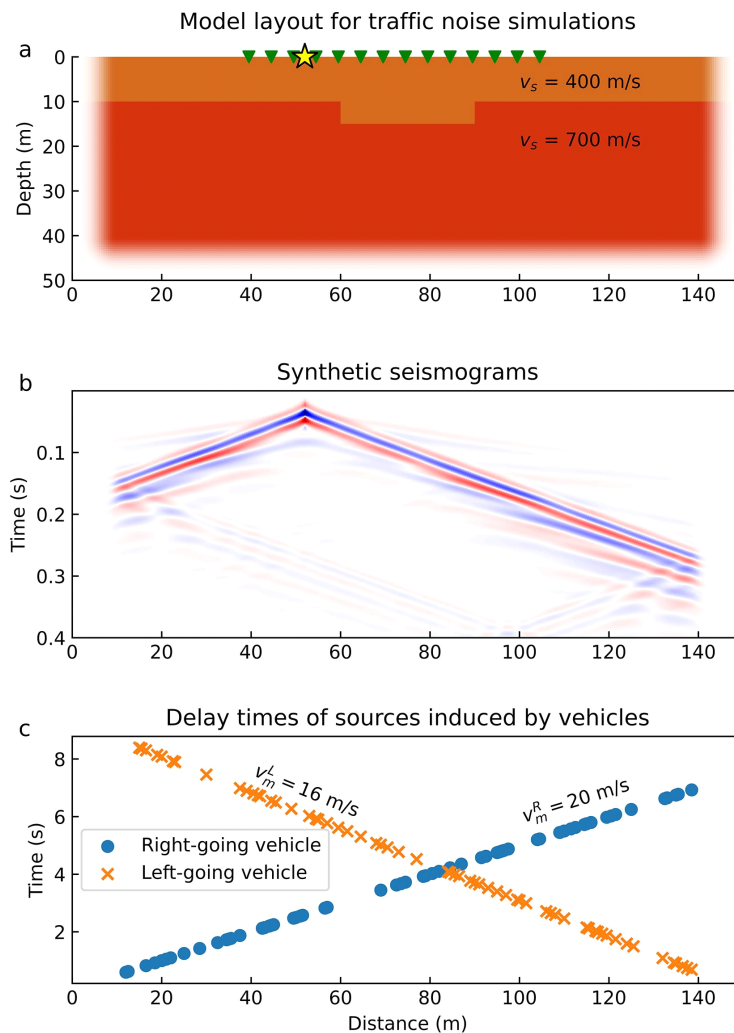 Model layout for traffic noise simulations
a
0
10
20
30
40
50
Depth (m)
v_s = 400 m/s
v_s = 700 m/s
0 20 40 60 80 100 120 140
Synthetic seismograms
b
0.1
0.2
0.3
0.4
Time (s)
0 20 40 60 80 100 120 140
Delay times of sources induced by vehicles
c
8
6
4
2
Time (s)
v_m^L = 16 m/s
v_m^R = 20 m/s
Right-going vehicle
Left-going vehicle
0 20 40 60 80 100 120 140
Distance (m)